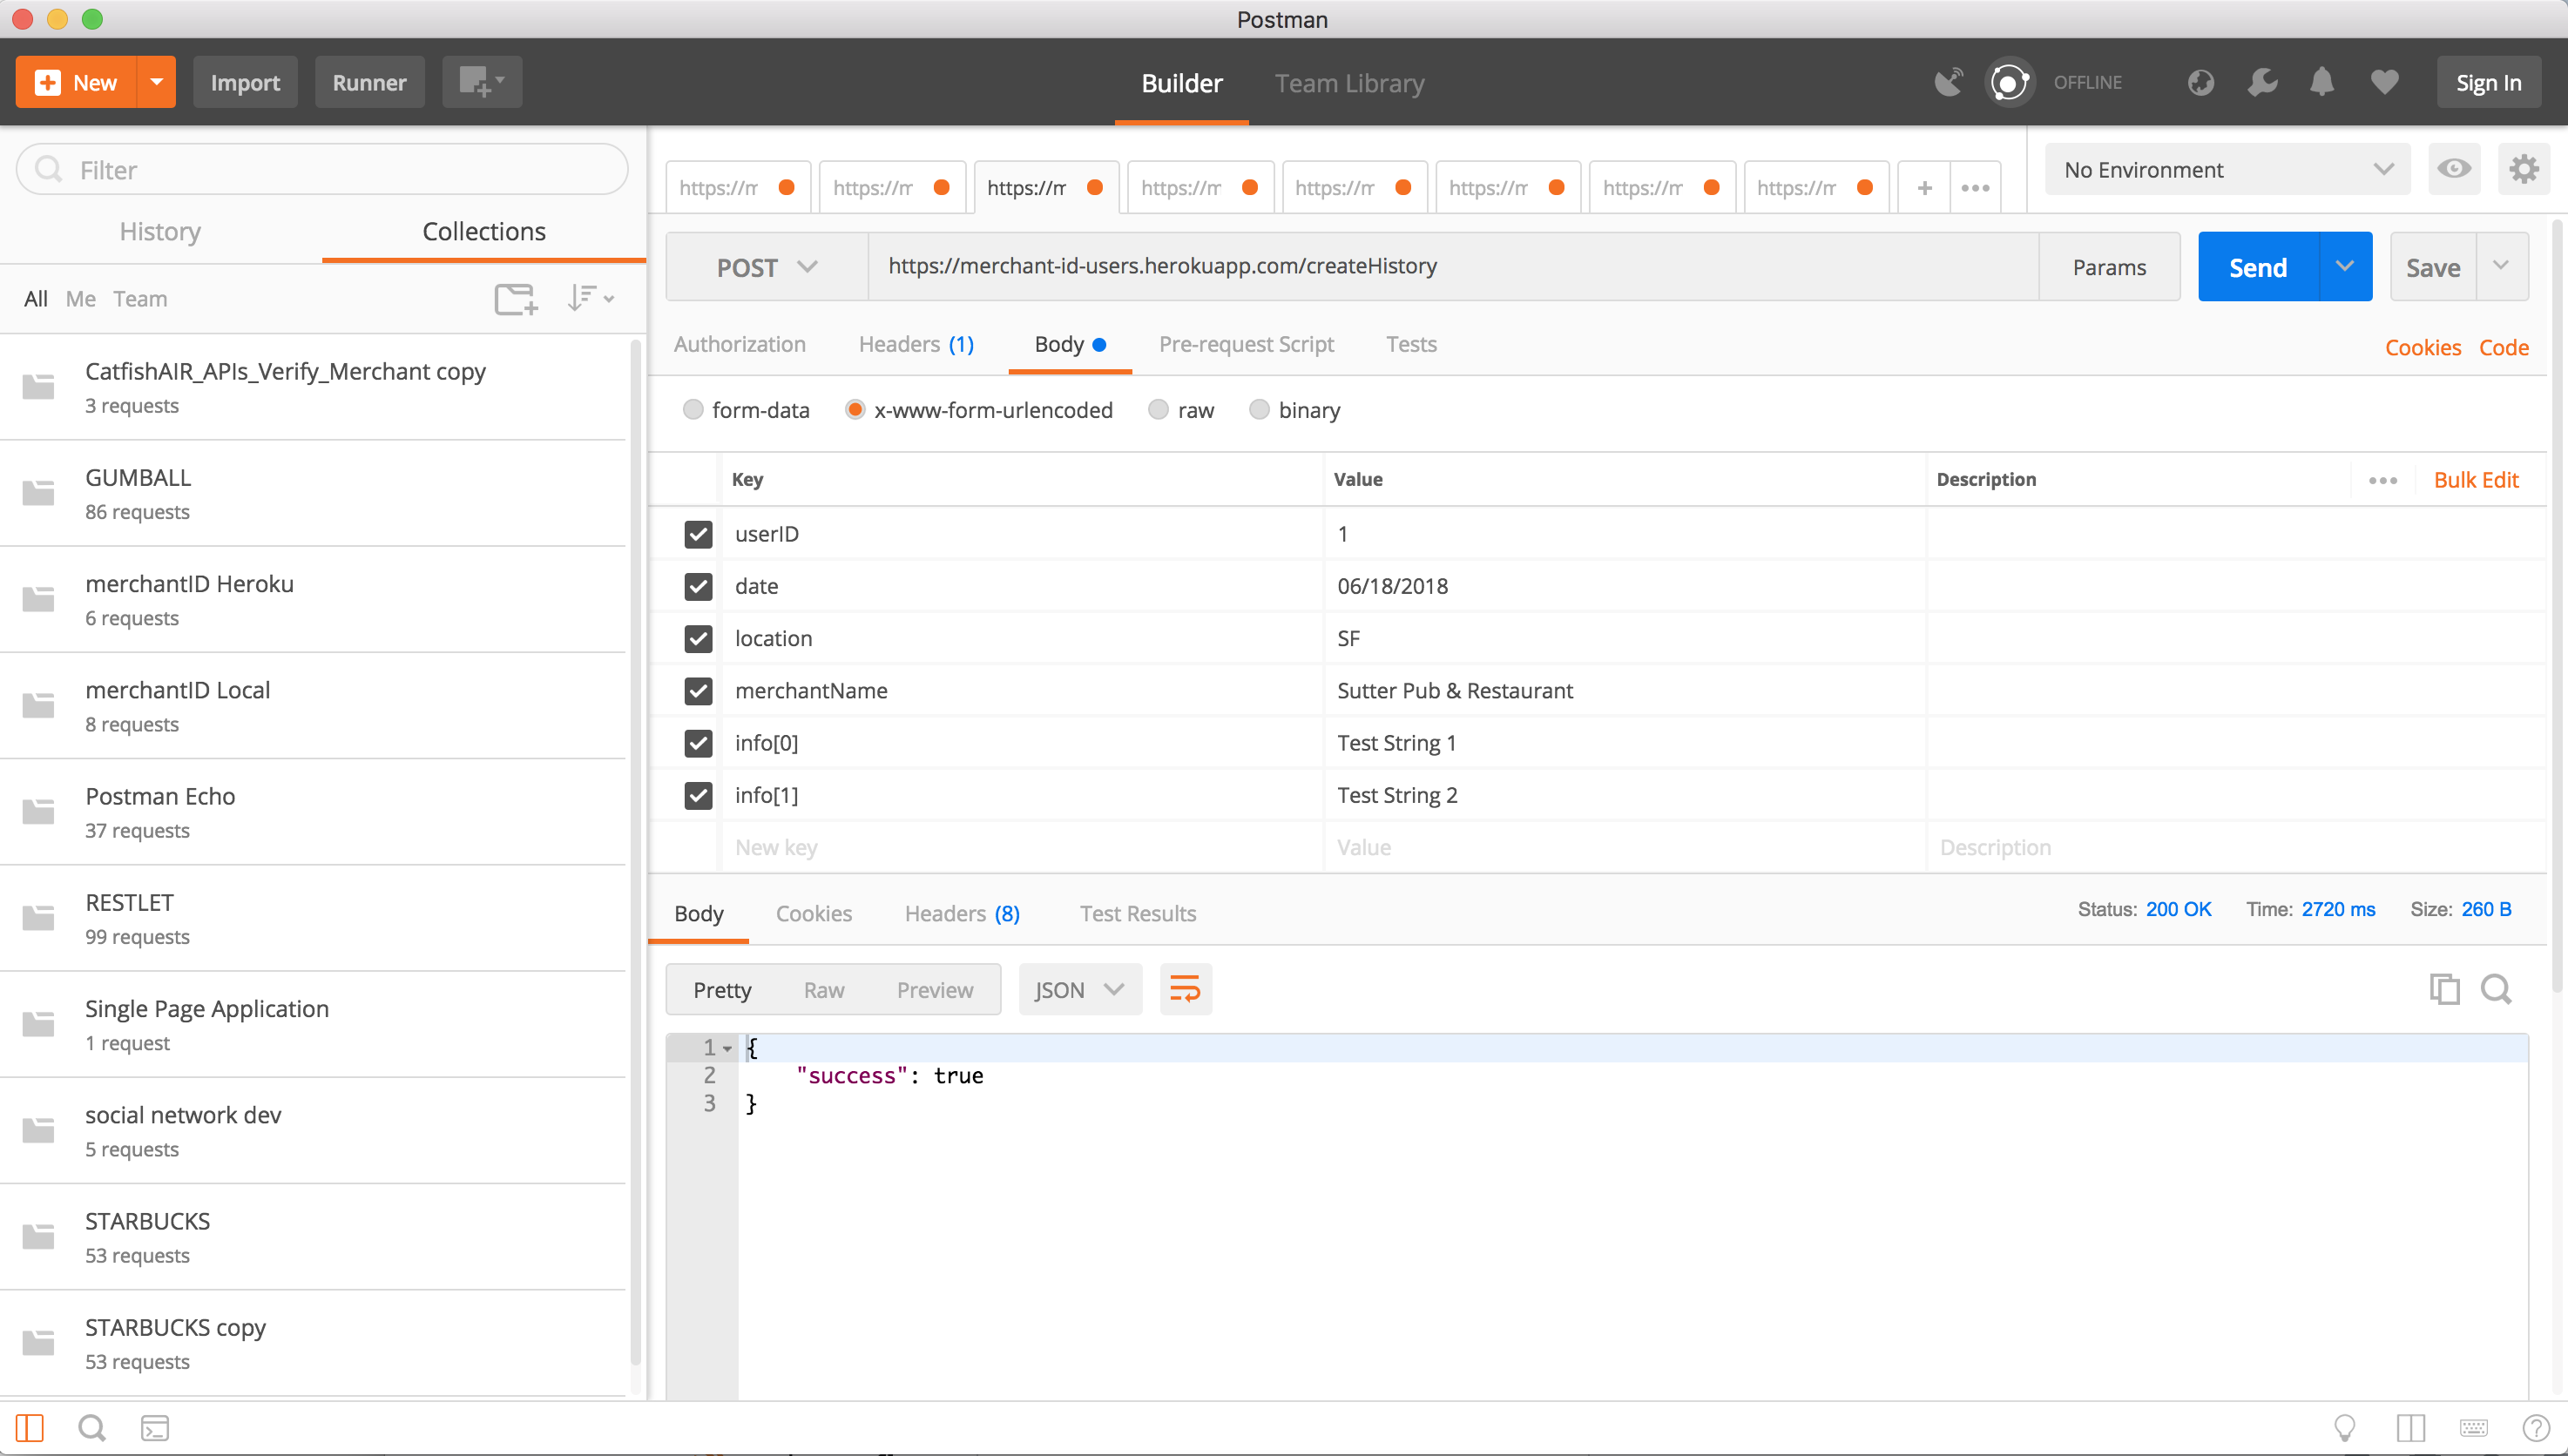 Postman
New
Import
Runner
Builder
Team Library
OFFLINE
Sign In
Filter
History
Collections
All Me Team
CatfishAIR_APIs_Verify_Merchant copy
3 requests
GUMBALL
86 requests
merchantID Heroku
6 requests
merchantID Local
8 requests
Postman Echo
37 requests
RESTLET
99 requests
Single Page Application
1 request
social network dev
5 requests
STARBUCKS
53 requests
STARBUCKS copy
53 requests
https://m https://m https://m https://m https://m https://m https://m https://m
No Environment
POST
https://merchant-id-users.herokuapp.com/createHistory
Params
Send
Save
Authorization Headers (1) Body Pre-request Script Tests
Cookies Code
form-data x-www-form-urlencoded raw binary
Key Value Description Bulk Edit
userID 1
date 06/18/2018
location SF
merchantName Sutter Pub & Restaurant
info[0] Test String 1
info[1] Test String 2
New key Value Description
Body Cookies Headers (8) Test Results
Status: 200 OK Time: 2720 ms Size: 260 B
Pretty Raw Preview JSON
1 {
2 "success": true
3 }